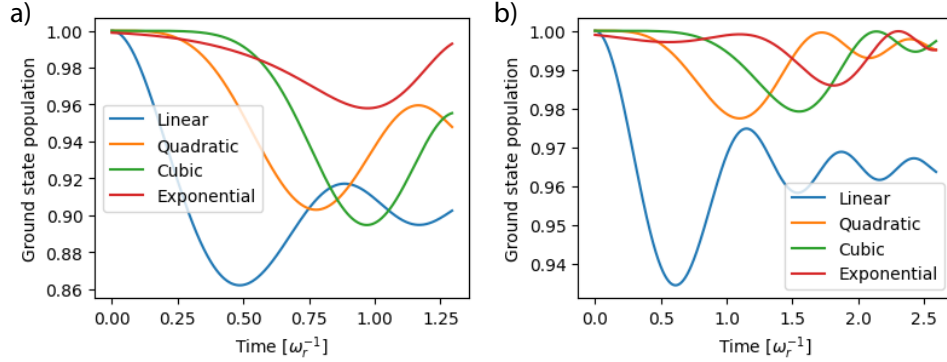 a)
Ground state population
1.00
0.98
0.96
0.94
0.92
0.90
0.88
0.86
Linear
Quadratic
Cubic
Exponential
0.00 0.25 0.50 0.75 1.00 1.25
Time [ω_r^{-1}]
b)
Ground state population
1.00
0.99
0.98
0.97
0.96
0.95
0.94
Linear
Quadratic
Cubic
Exponential
0.0 0.5 1.0 1.5 2.0 2.5
Time [ω_r^{-1}]